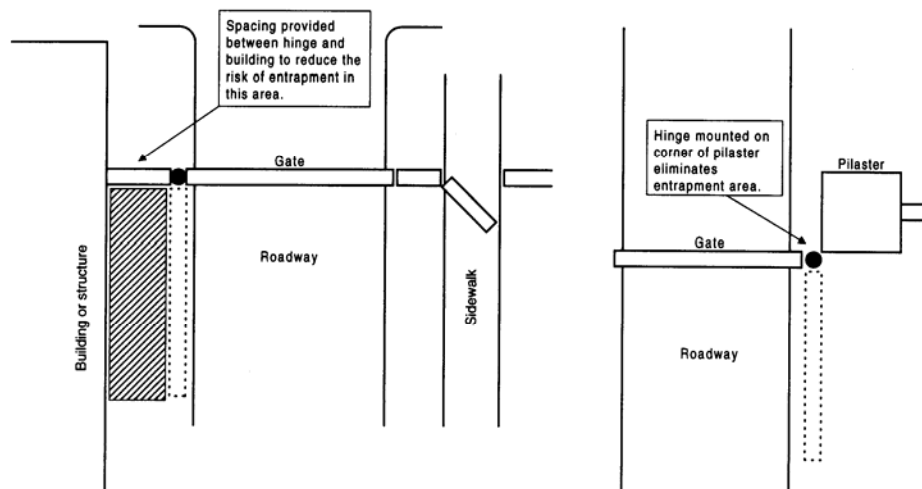 Spacing provided
between hinge and
building to reduce the
risk of entrapment in
this area.
Gate
Roadway
Building or structure
Sidewalk
Hinge mounted on
corner of pilaster
eliminates
entrapment area.
Pilaster
Gate
Roadway